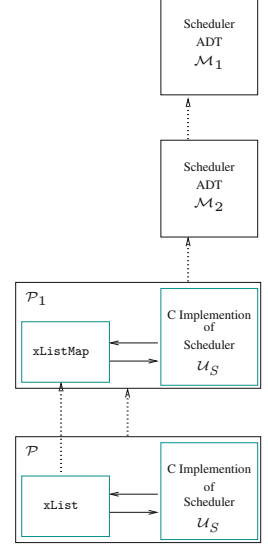 Scheduler
ADT
ℳ₁
Scheduler
ADT
ℳ₂
𝒫₁
xListMap
C Implemention
of
Scheduler
𝒰_S
𝒫
xList
C Implemention
of
Scheduler
𝒰_S